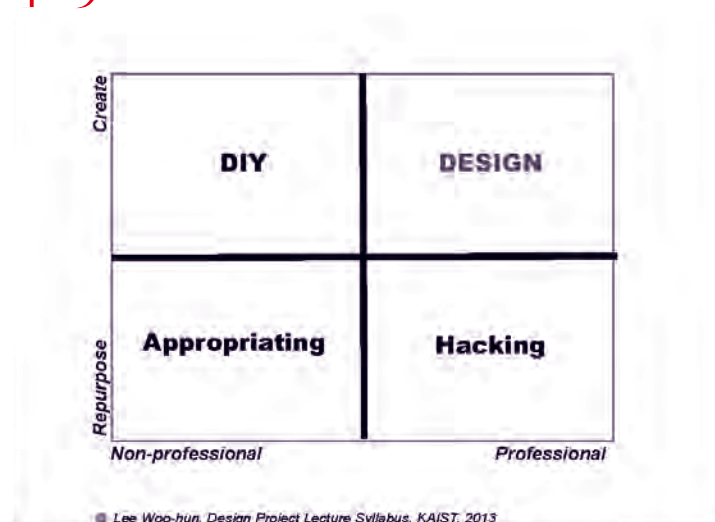 Create
DIY
DESIGN
Repurpose
Appropriating
Hacking
Non-professional
Professional
Lee Woo-hun, Design Project Lecture Syllabus, KAIST, 2013